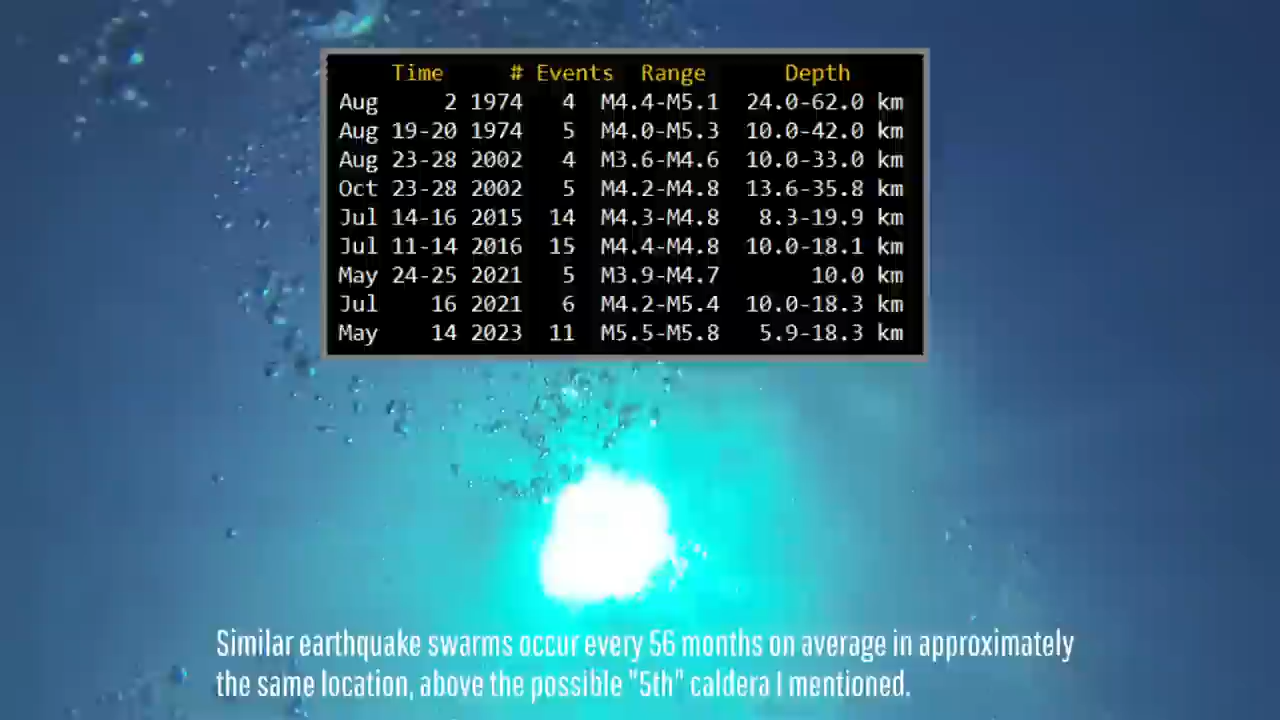 Time # Events Range Depth
Aug 2 1974 4 M4.4-M5.1 24.0-62.0 km
Aug 19-20 1974 5 M4.0-M5.3 10.0-42.0 km
Aug 23-28 2002 4 M3.6-M4.6 10.0-33.0 km
Oct 23-28 2002 5 M4.2-M4.8 13.6-35.8 km
Jul 14-16 2015 14 M4.3-M4.8 8.3-19.9 km
Jul 11-14 2016 15 M4.4-M4.8 10.0-18.1 km
May 24-25 2021 5 M3.9-M4.7 10.0 km
Jul 16 2021 6 M4.2-M5.4 10.0-18.3 km
May 14 2023 11 M5.5-M5.8 5.9-18.3 km
Similar earthquake swarms occur every 56 months on average in approximately
the same location, above the possible "5th" caldera I mentioned.